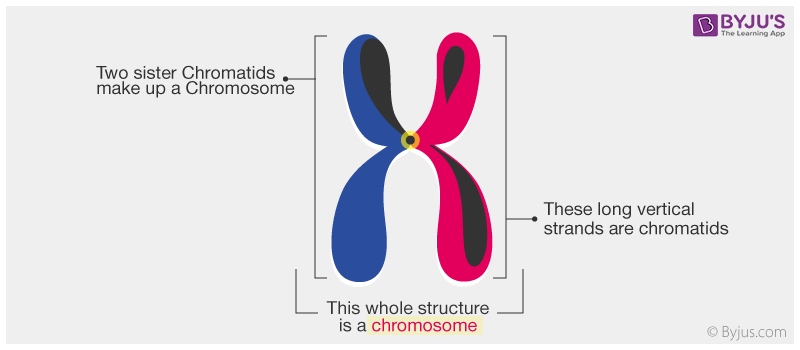 BYJU'S
The Learning App
Two sister Chromatids
make up a Chromosome
These long vertical
strands are chromatids
This whole structure
is a chromosome
© Byjus.com